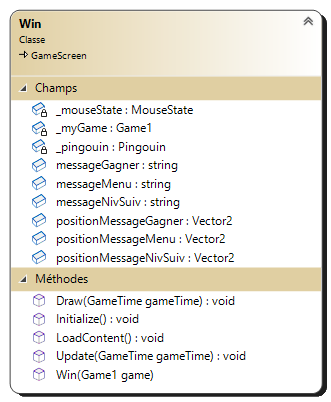 Win
Classe
GameScreen
Champs
_mouseState : MouseState
_myGame : Game1
_pingouin : Pingouin
messageGagner : string
messageMenu : string
messageNivSuiv : string
positionMessageGagner : Vector2
positionMessageMenu : Vector2
positionMessageNivSuiv : Vector2
Méthodes
Draw(GameTime gameTime) : void
Initialize() : void
LoadContent() : void
Update(GameTime gameTime) : void
Win(Game1 game)